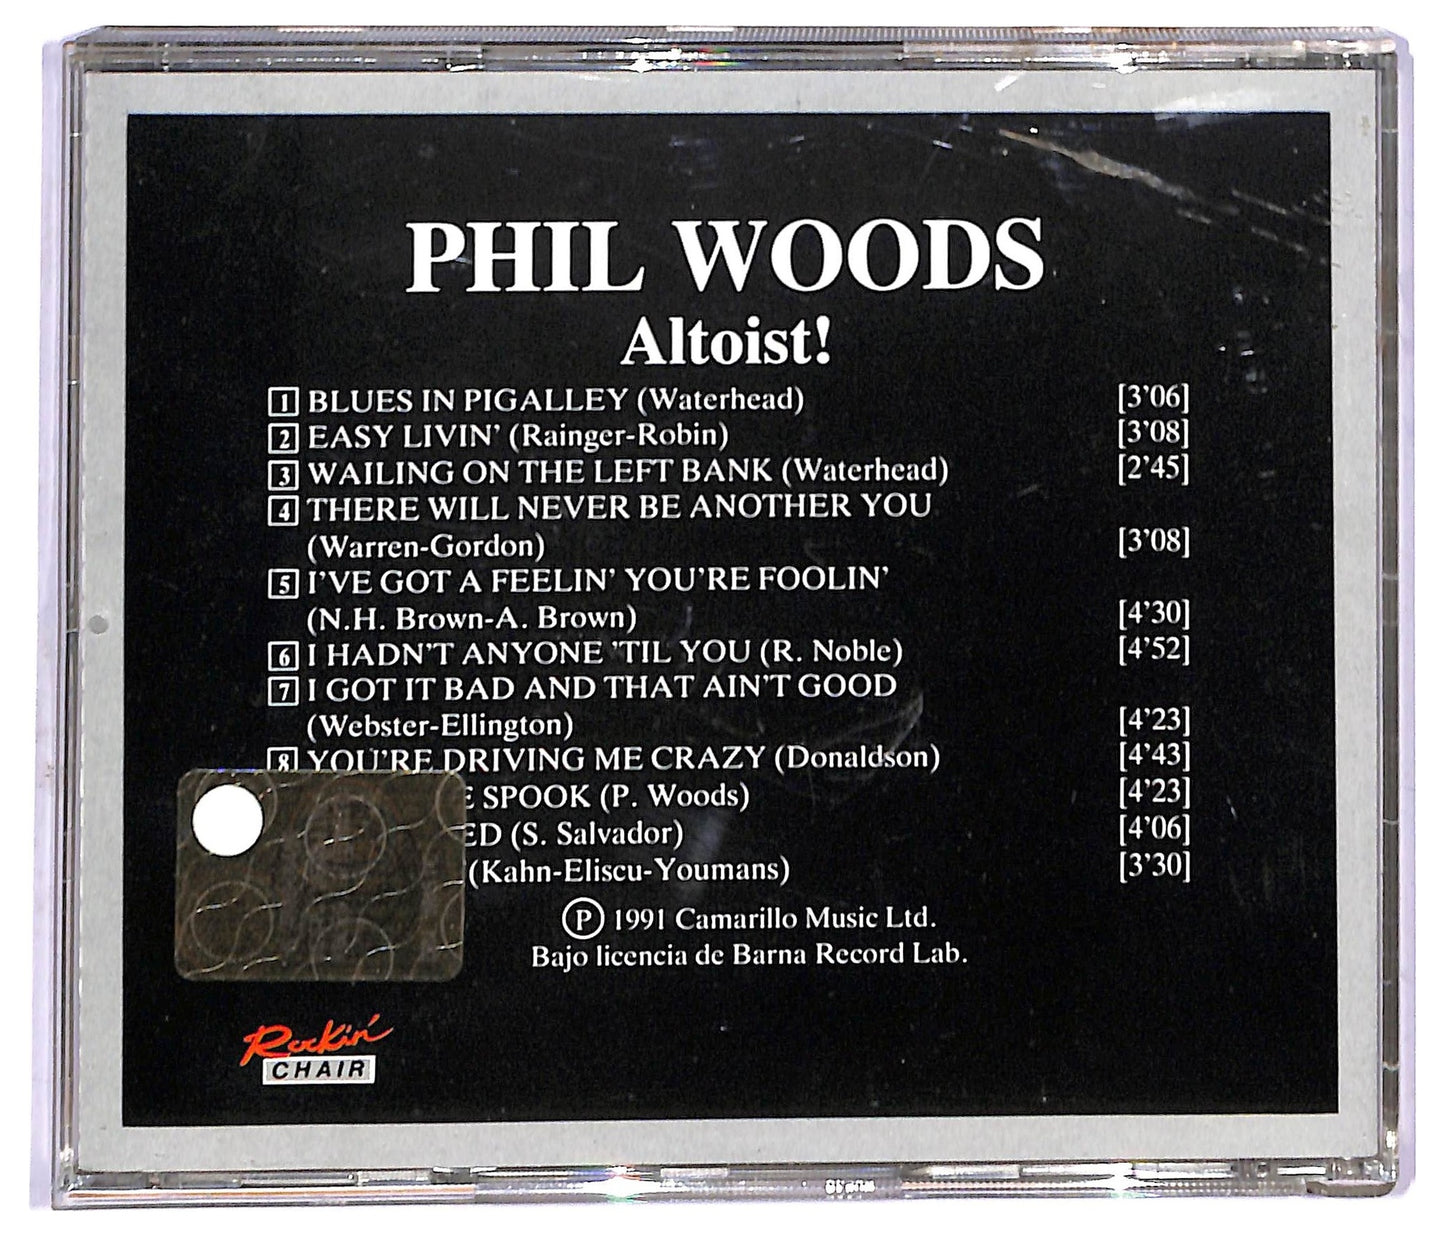 PHIL WOODS
Altoist!
1 BLUES IN PIGALLEY (Waterhead) [3'06]
2 EASY LIVIN' (Rainger-Robin) [3'08]
3 WAILING ON THE LEFT BANK (Waterhead) [2'45]
4 THERE WILL NEVER BE ANOTHER YOU
(Warren-Gordon) [3'08]
5 I'VE GOT A FEELIN' YOU'RE FOOLIN'
(N.H. Brown-A. Brown) [4'30]
6 I HADN'T ANYONE 'TIL YOU (R. Noble) [4'52]
7 I GOT IT BAD AND THAT AIN'T GOOD
(Webster-Ellington) [4'23]
8 YOU'RE DRIVING ME CRAZY (Donaldson) [4'43]
SPOOK (P. Woods) [4'23]
(S. Salvador) [4'06]
(Kahn-Eliscu-Youmans) [3'30]
Ⓟ 1991 Camarillo Music Ltd.
Bajo licencia de Barna Record Lab.
Rockin'
CHAIR